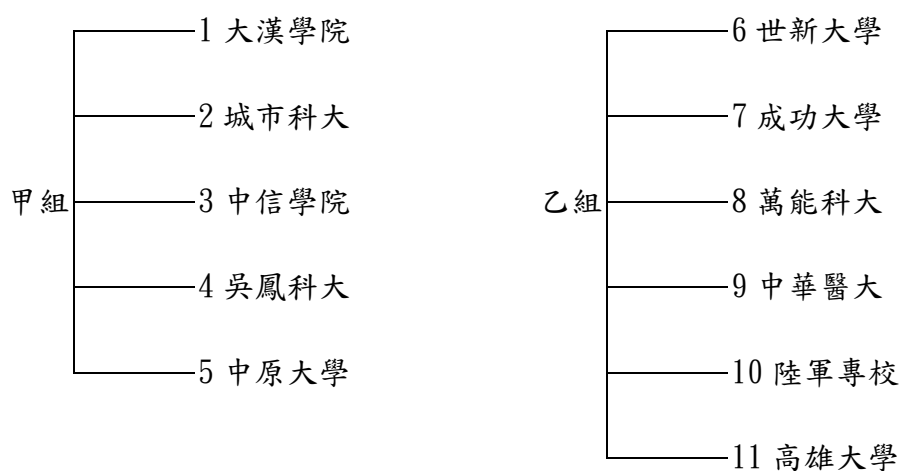 甲組
1 大漢學院
2 城市科大
3 中信學院
4 吳鳳科大
5 中原大學
乙組
6 世新大學
7 成功大學
8 萬能科大
9 中華醫大
10 陸軍專校
11 高雄大學